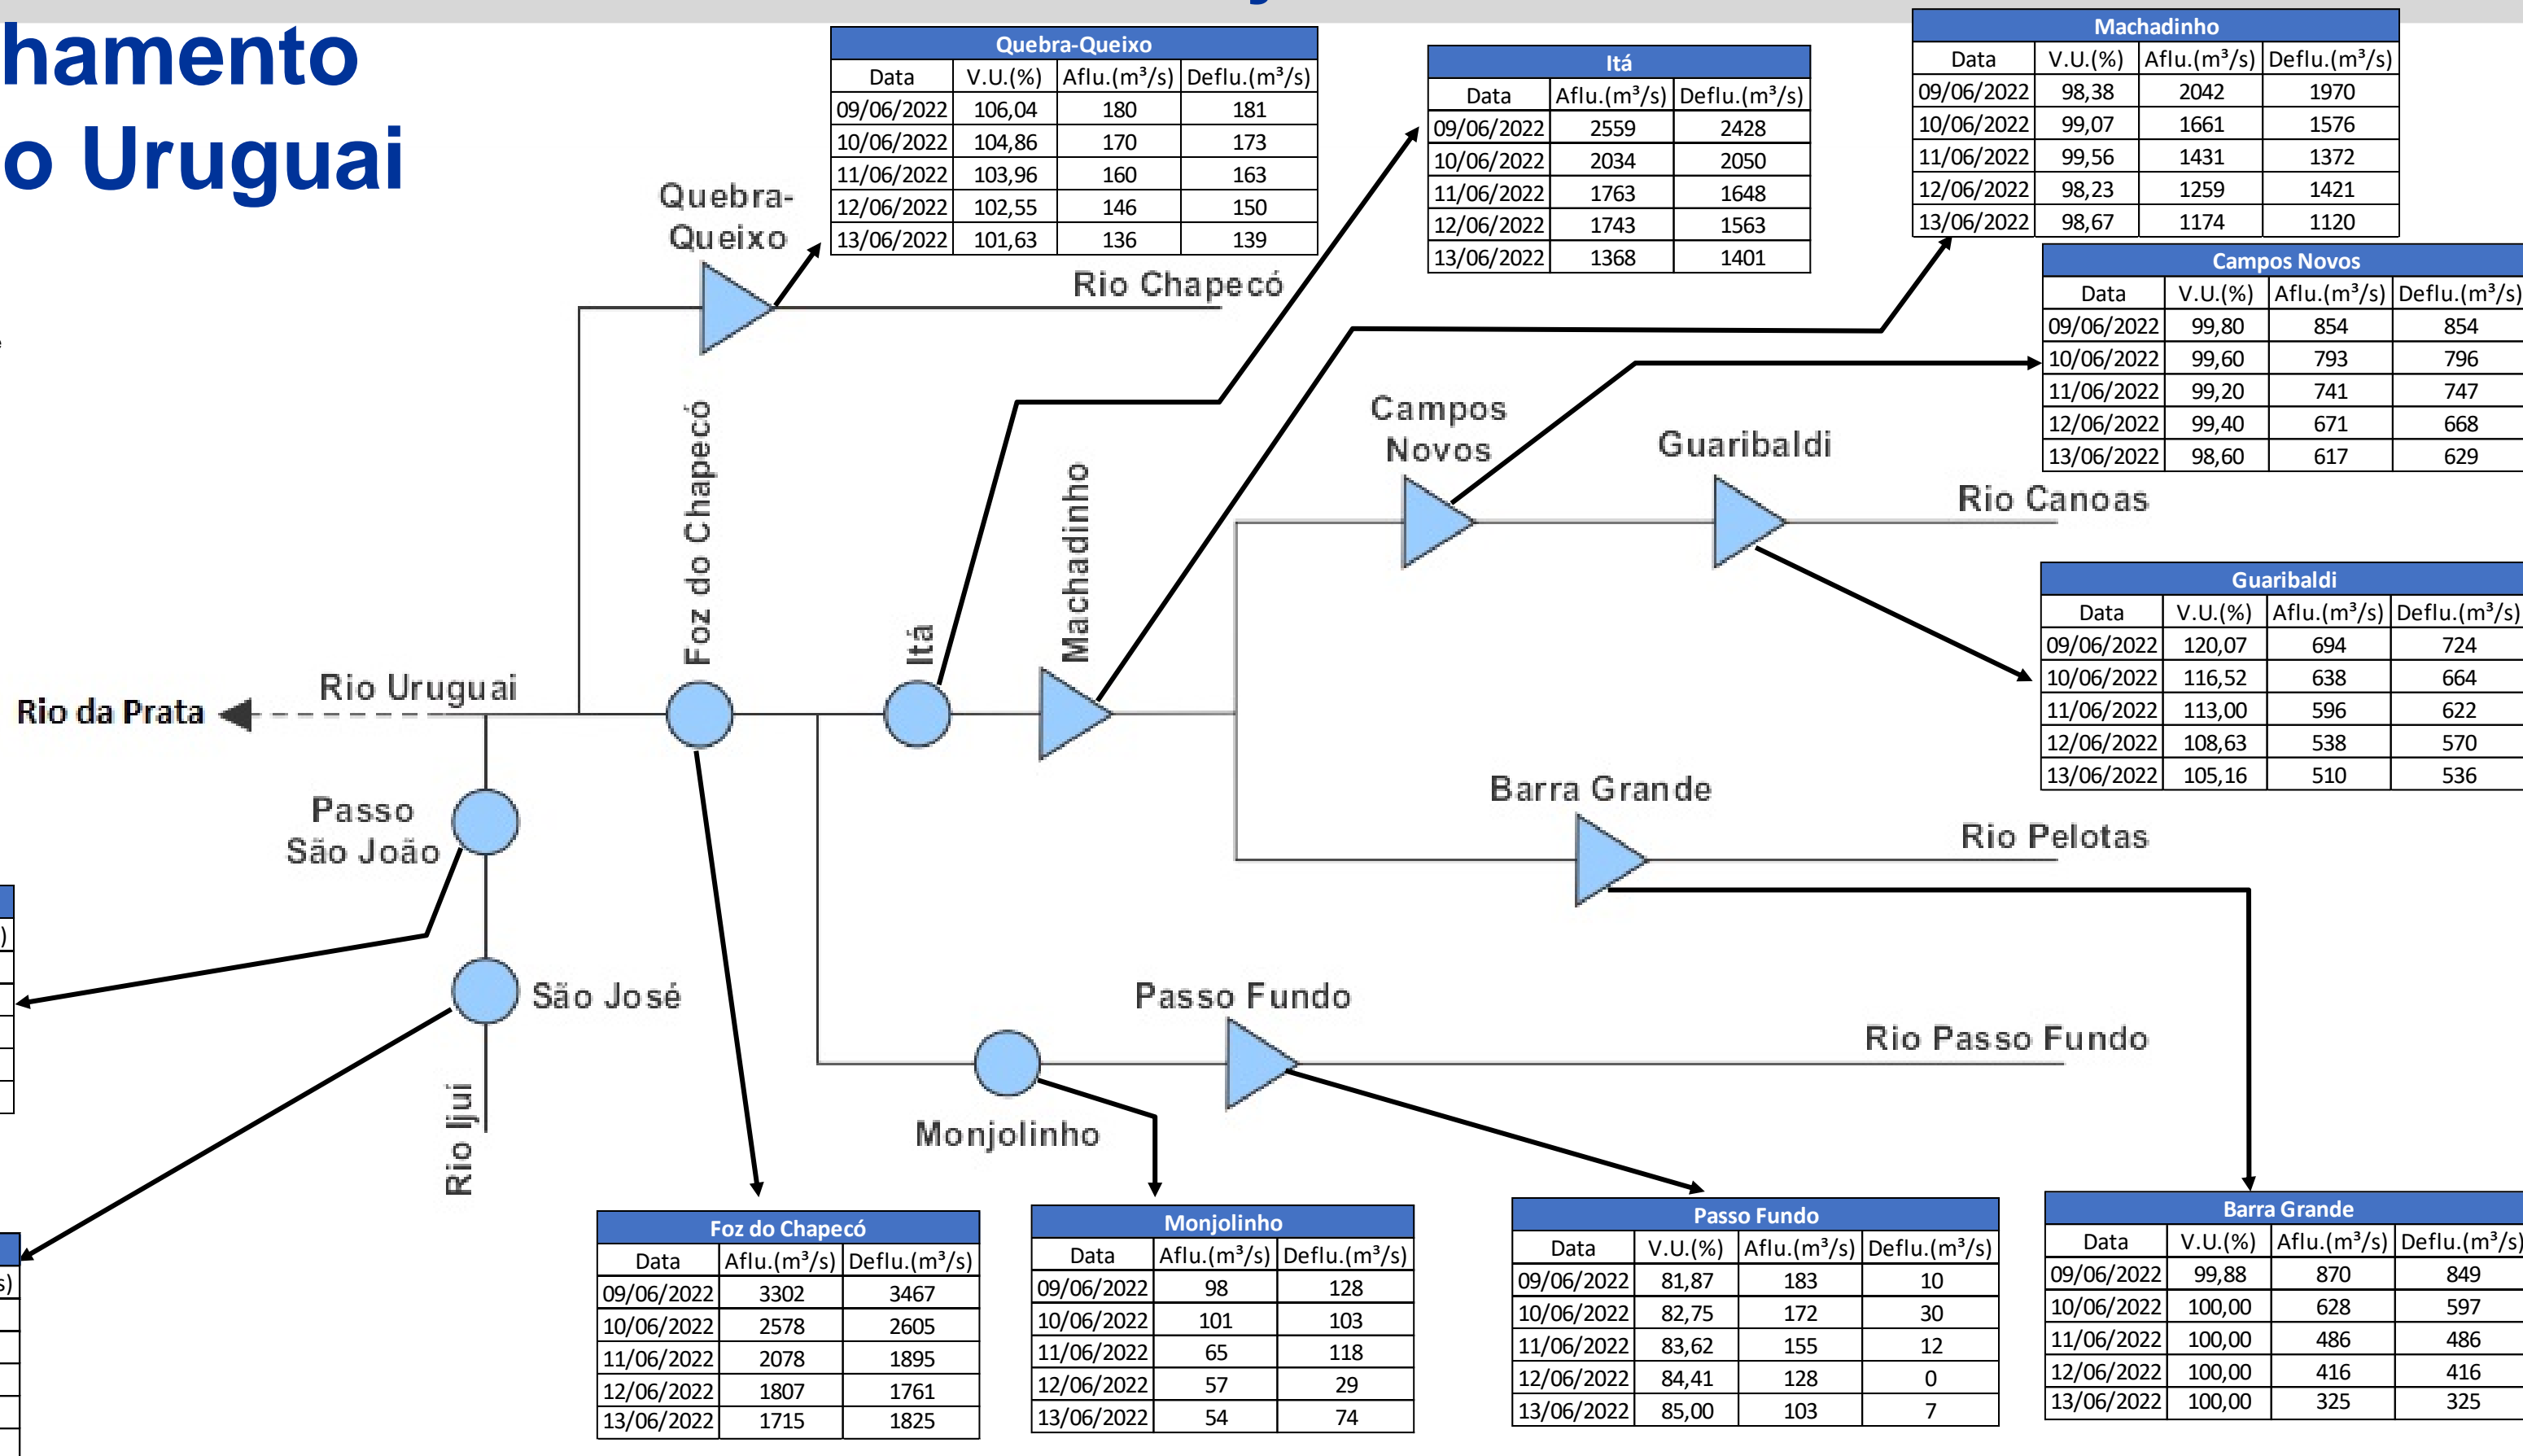 hamento
o Uruguai
Quebra-Queixo
Data V.U.(%) Aflu.(m³/s) Deflu.(m³/s)
09/06/2022 106,04 180 181
10/06/2022 104,86 170 173
11/06/2022 103,96 160 163
12/06/2022 102,55 146 150
13/06/2022 101,63 136 139
Itá
Data Aflu.(m³/s) Deflu.(m³/s)
09/06/2022 2559 2428
10/06/2022 2034 2050
11/06/2022 1763 1648
12/06/2022 1743 1563
13/06/2022 1368 1401
Machadinho
Data V.U.(%) Aflu.(m³/s) Deflu.(m³/s)
09/06/2022 98,38 2042 1970
10/06/2022 99,07 1661 1576
11/06/2022 99,56 1431 1372
12/06/2022 98,23 1259 1421
13/06/2022 98,67 1174 1120
Campos Novos
Data V.U.(%) Aflu.(m³/s) Deflu.(m³/s)
09/06/2022 99,80 854 854
10/06/2022 99,60 793 796
11/06/2022 99,20 741 747
12/06/2022 99,40 671 668
13/06/2022 98,60 617 629
Quebra-
Queixo
Rio Chapecó
Foz do Chapecó
Itá
Machadinho
Campos
Novos
Guaribaldi
Rio Canoas
Guaribaldi
Data V.U.(%) Aflu.(m³/s) Deflu.(m³/s)
09/06/2022 120,07 694 724
10/06/2022 116,52 638 664
11/06/2022 113,00 596 622
12/06/2022 108,63 538 570
13/06/2022 105,16 510 536
Rio Uruguai
Rio da Prata
Passo
São João
São José
Rio Ijuí
Barra Grande
Rio Pelotas
Passo Fundo
Rio Passo Fundo
Monjolinho
Foz do Chapecó
Data Aflu.(m³/s) Deflu.(m³/s)
09/06/2022 3302 3467
10/06/2022 2578 2605
11/06/2022 2078 1895
12/06/2022 1807 1761
13/06/2022 1715 1825
Monjolinho
Data Aflu.(m³/s) Deflu.(m³/s)
09/06/2022 98 128
10/06/2022 101 103
11/06/2022 65 118
12/06/2022 57 29
13/06/2022 54 74
Passo Fundo
Data V.U.(%) Aflu.(m³/s) Deflu.(m³/s)
09/06/2022 81,87 183 10
10/06/2022 82,75 172 30
11/06/2022 83,62 155 12
12/06/2022 84,41 128 0
13/06/2022 85,00 103 7
Barra Grande
Data V.U.(%) Aflu.(m³/s) Deflu.(m³/s)
09/06/2022 99,88 870 849
10/06/2022 100,00 628 597
11/06/2022 100,00 486 486
12/06/2022 100,00 416 416
13/06/2022 100,00 325 325